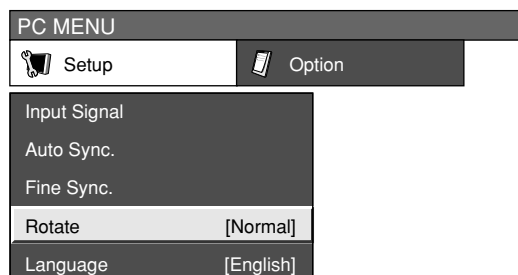 PC MENU
Setup Option
Input Signal
Auto Sync.
Fine Sync.
Rotate [Normal]
Language [English]